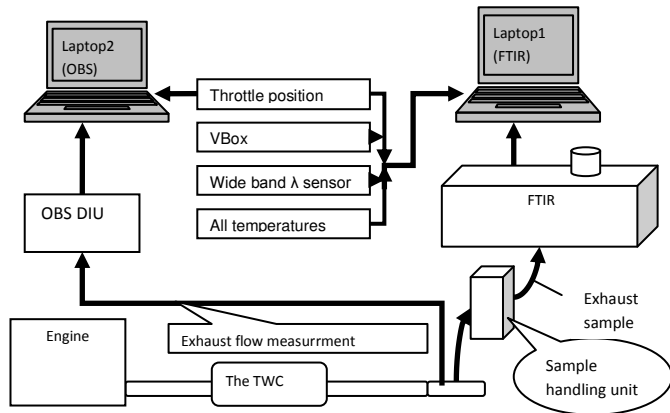 Laptop2
(OBS)
Laptop1
(FTIR)
Throttle position
VBox
Wide band λ sensor
All temperatures
OBS DIU
FTIR
Exhaust
sample
Engine
Exhaust flow measurrment
The TWC
Sample
handling unit